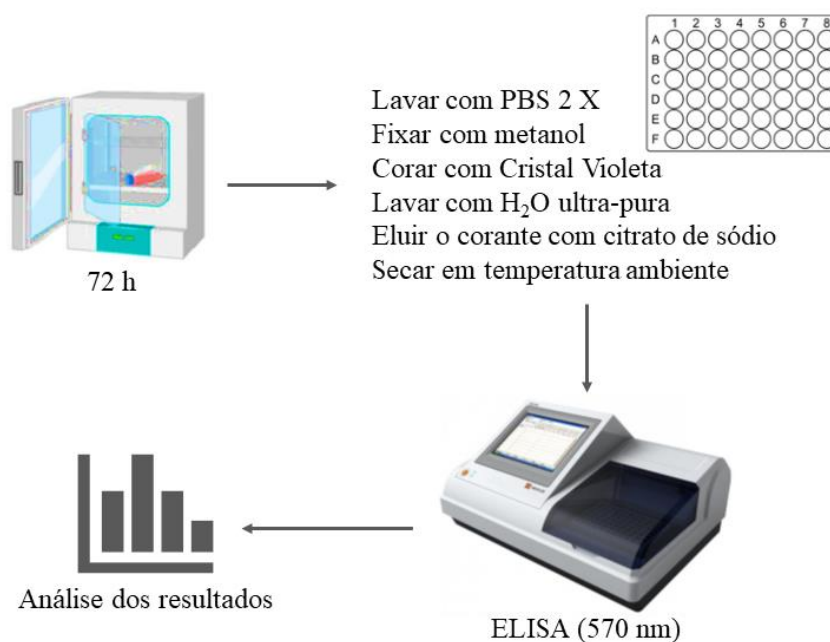 1 2 3 4 5 6 7 8
A
B
C
D
E
F
Lavar com PBS 2 X
Fixar com metanol
Corar com Cristal Violeta
Lavar com H₂O ultra-pura
Eluir o corante com citrato de sódio
Secar em temperatura ambiente
72 h
Análise dos resultados
ELISA (570 nm)